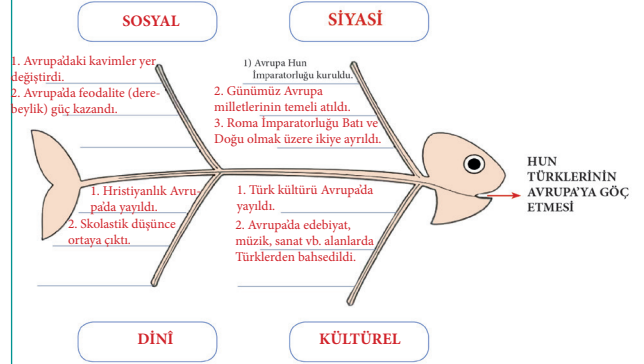 SOSYAL
SİYASİ
1. Avrupa'daki kavimler yer
değiştirdi.
2. Avrupa'da feodalite (dere-
beylik) güç kazandı.
1) Avrupa Hun
İmparatorluğu kuruldu.
2. Günümüz Avrupa
milletlerinin temeli atıldı.
3. Roma İmparatorluğu Batı ve
Doğu olmak üzere ikiye ayrıldı.
HUN
TÜRKLERİNİN
AVRUPA'YA GÖÇ
ETMESİ
1. Hristiyanlık Avru-
pa'da yayıldı.
2. Skolastik düşünce
ortaya çıktı.
1. Türk kültürü Avrupa'da
yayıldı.
2. Avrupa'da edebiyat,
müzik, sanat vb. alanlarda
Türklerden bahsedildi.
DİNÎ
KÜLTÜREL